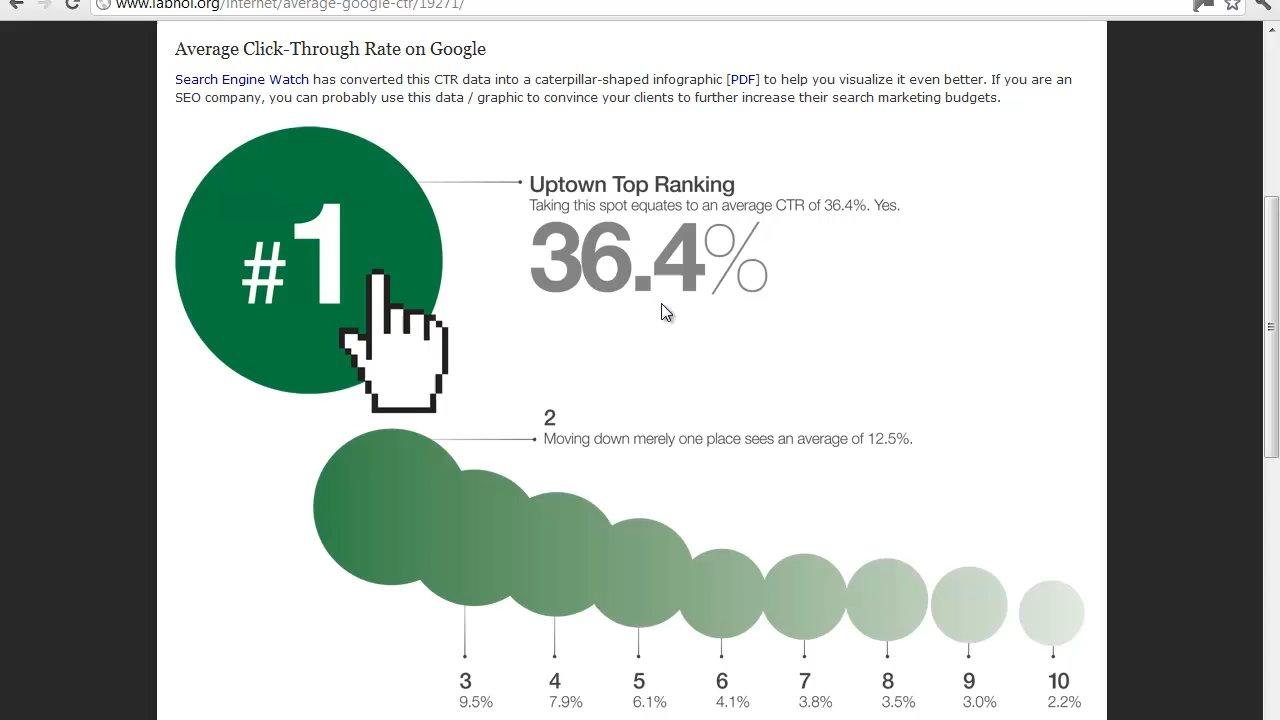 www.labnol.org/internet/average-google-ctr/19271/
Average Click-Through Rate on Google
Search Engine Watch has converted this CTR data into a caterpillar-shaped infographic [PDF] to help you visualize it even better. If you are an
SEO company, you can probably use this data / graphic to convince your clients to further increase their search marketing budgets.
#1
Uptown Top Ranking
Taking this spot equates to an average CTR of 36.4%. Yes.
36.4%
2
Moving down merely one place sees an average of 12.5%.
3 4 5 6 7 8 9 10
9.5% 7.9% 6.1% 4.1% 3.8% 3.5% 3.0% 2.2%